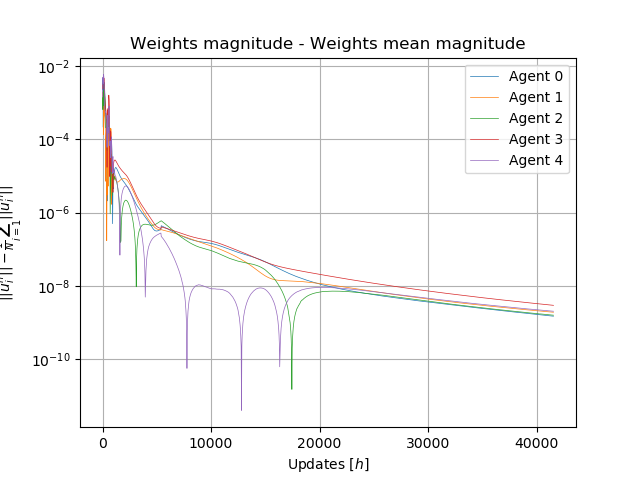 Weights magnitude - Weights mean magnitude
10⁻²
10⁻⁴
10⁻⁶
10⁻⁸
10⁻¹⁰
Agent 0
Agent 1
Agent 2
Agent 3
Agent 4
0
10000
20000
30000
40000
Updates [h]